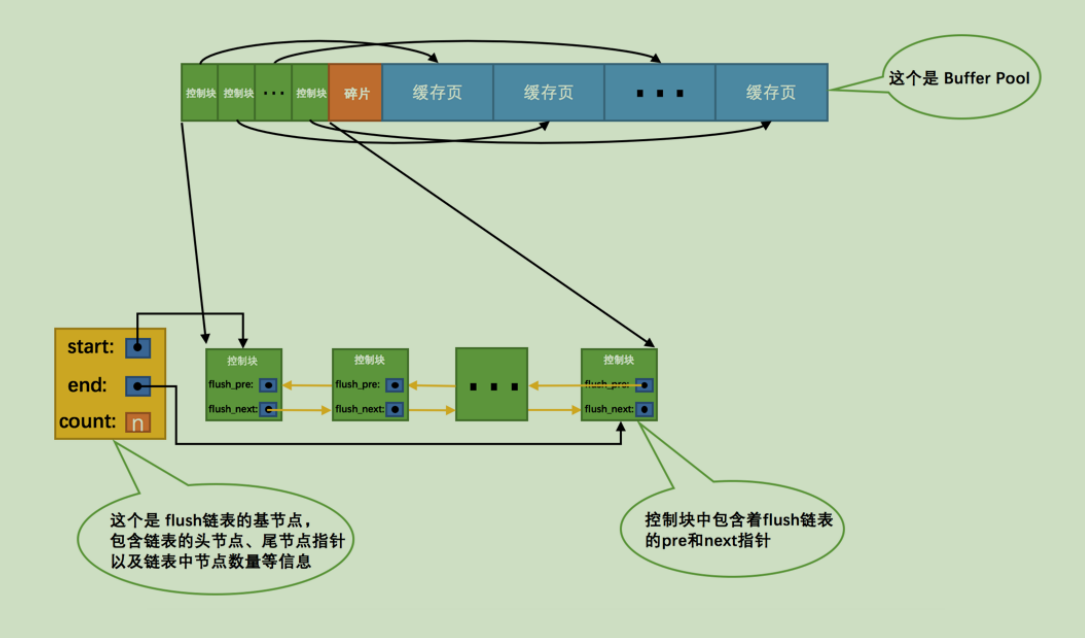 控制块 控制块 ··· 控制块 碎片 缓存页 缓存页 ··· 缓存页
这个是 Buffer Pool
start:
end:
count: n
控制块
flush_pre:
flush_next:
控制块
flush_pre:
flush_next:
···
控制块
flush_pre:
flush_next:
这个是 flush链表的基节点，
包含链表的头节点、尾节点指针
以及链表中节点数量等信息
控制块中包含着flush链表
的pre和next指针